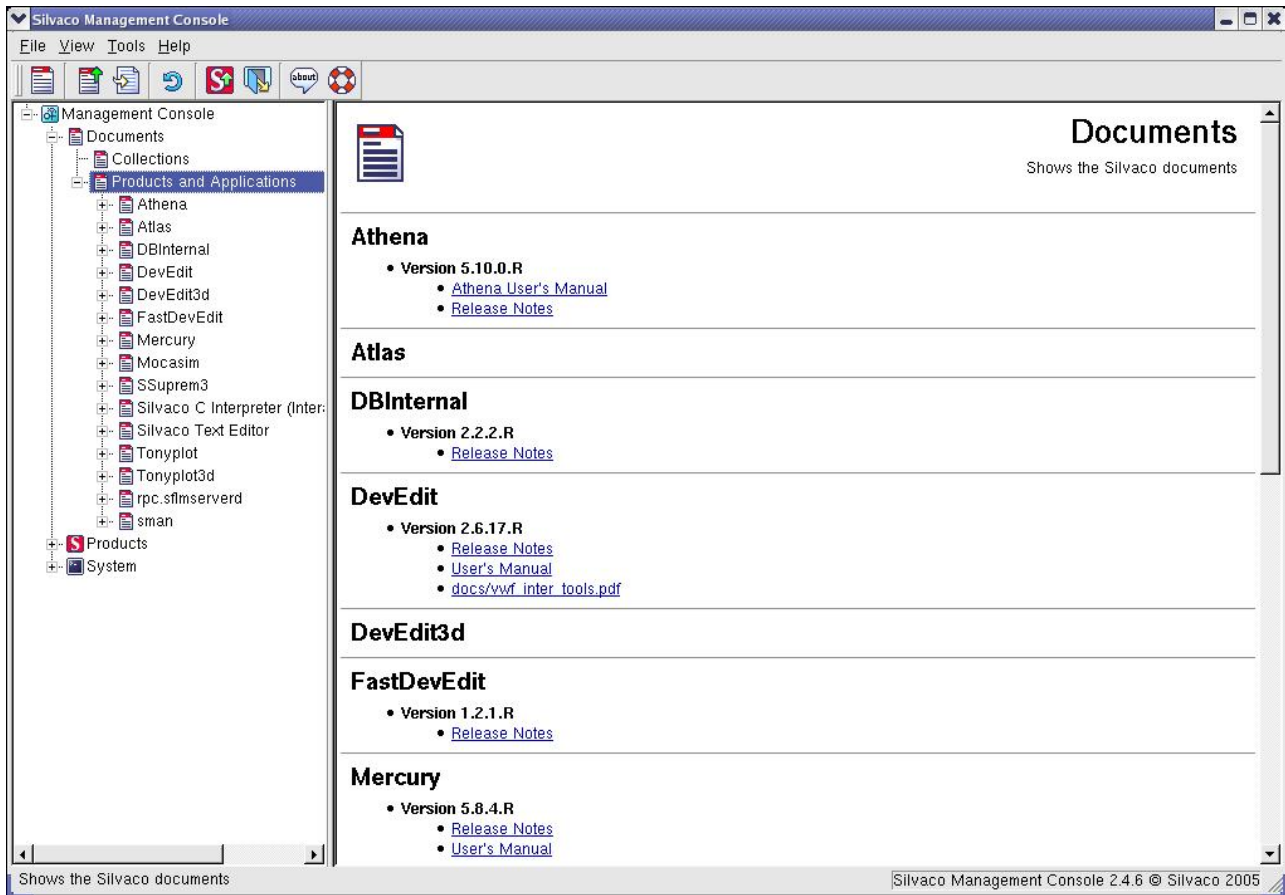 Silvaco Management Console
File View Tools Help
about
Management Console
Documents
Collections
Products and Applications
Athena
Atlas
DBInternal
DevEdit
DevEdit3d
FastDevEdit
Mercury
Mocasim
SSuprem3
Silvaco C Interpreter (Inter
Silvaco Text Editor
Tonyplot
Tonyplot3d
rpc.sflmserverd
sman
Products
System
Documents
Shows the Silvaco documents
Athena
• Version 5.10.0.R
• Athena User's Manual
• Release Notes
Atlas
DBInternal
• Version 2.2.2.R
• Release Notes
DevEdit
• Version 2.6.17.R
• Release Notes
• User's Manual
• docs/vwf_inter_tools.pdf
DevEdit3d
FastDevEdit
• Version 1.2.1.R
• Release Notes
Mercury
• Version 5.8.4.R
• Release Notes
• User's Manual
Shows the Silvaco documents
Silvaco Management Console 2.4.6 © Silvaco 2005